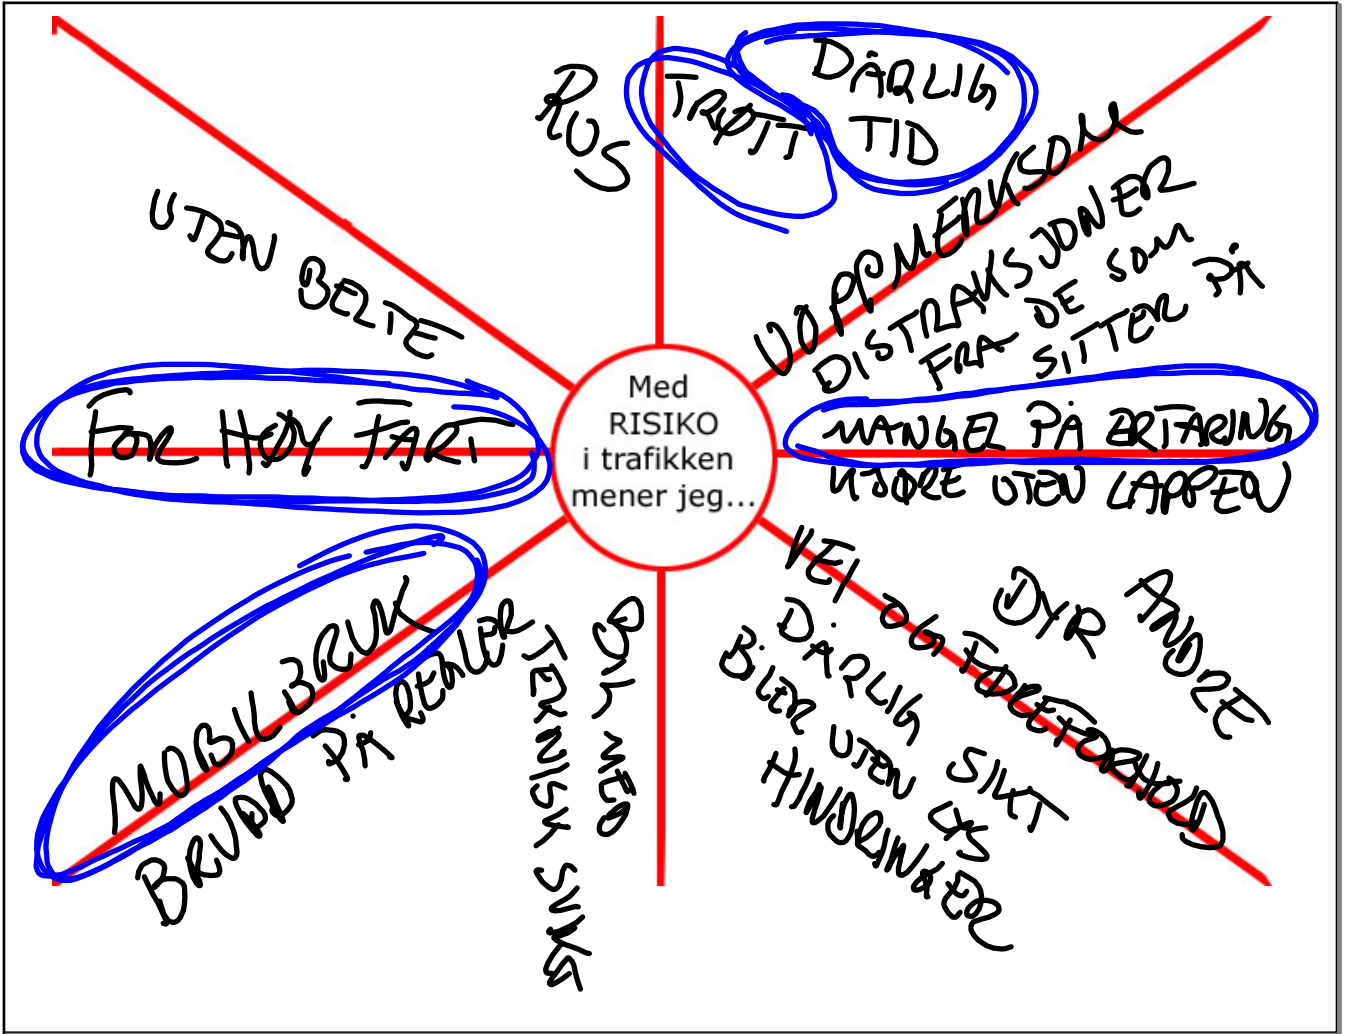 RUS
TRØTT
DÅRLIG
TID
UOPPMERKSOM
DISTRAKSJONER
FRA DE SOM
SITTER PÅ
UTEN BELTE
FOR HØY FART
Med
RISIKO
i trafikken
mener jeg...
MANGEL PÅ ERFARING
KJØRE UTEN LAPPEN
MOBILBRUK
BRUDD PÅ REGLER
TEKNISK SVIKT
MED
VEI OG FØREFORHOLD
DYR
ANDRE
DÅRLIG SIKT
BILER UTEN LYS
HINDRINGER